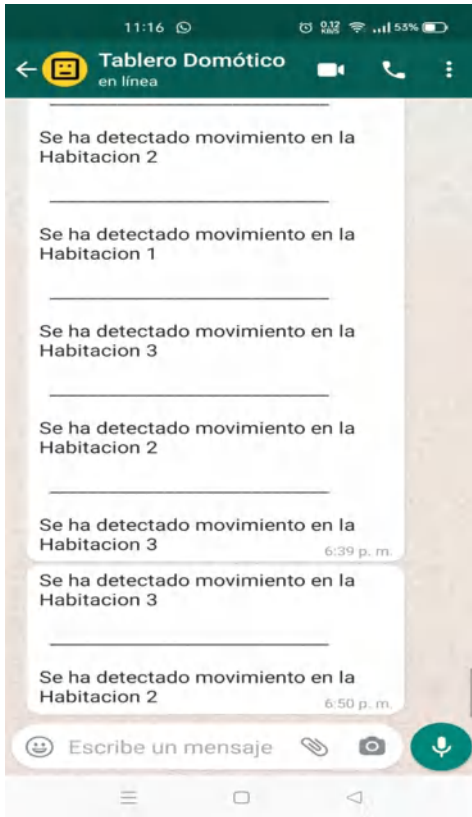 11:16 0.12 KB/S 53%
Tablero Domótico
en línea
Se ha detectado movimiento en la
Habitacion 2
Se ha detectado movimiento en la
Habitacion 1
Se ha detectado movimiento en la
Habitacion 3
Se ha detectado movimiento en la
Habitacion 2
Se ha detectado movimiento en la
Habitacion 3
6:39 p. m.
Se ha detectado movimiento en la
Habitacion 3
Se ha detectado movimiento en la
Habitacion 2
6:50 p. m.
Escribe un mensaje